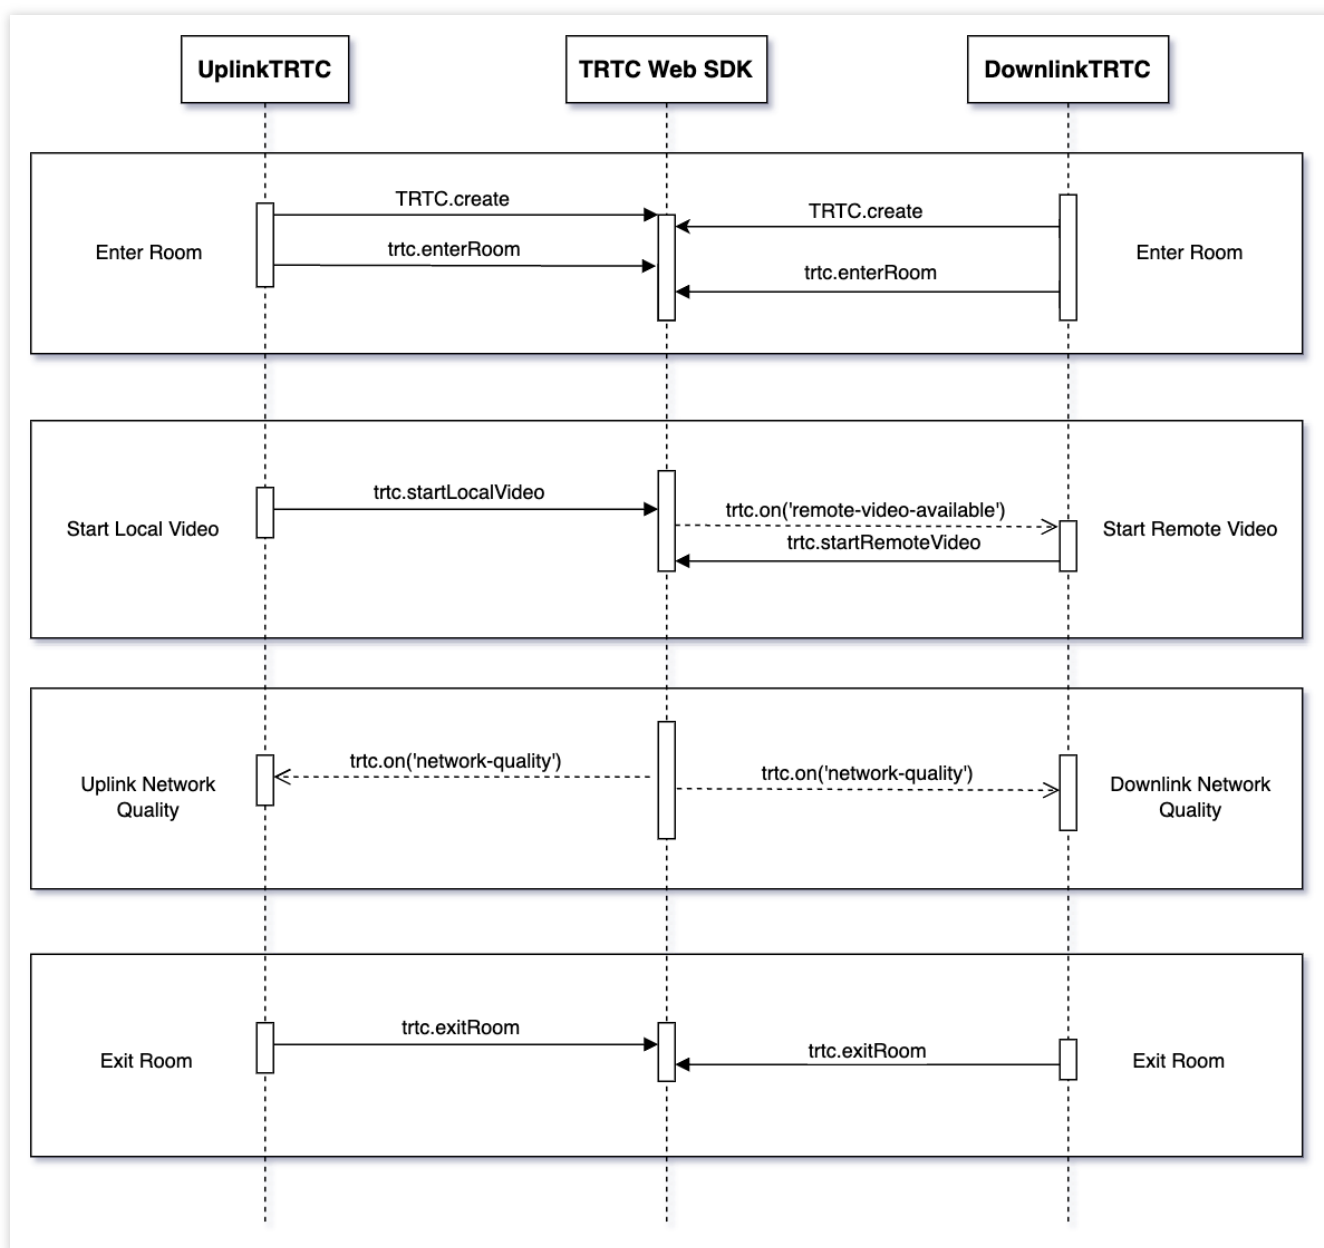 UplinkTRTC
TRTC Web SDK
DownlinkTRTC
TRTC.create
TRTC.create
Enter Room
trtc.enterRoom
Enter Room
trtc.enterRoom
trtc.startLocalVideo
trtc.on('remote-video-available')
Start Local Video
Start Remote Video
trtc.startRemoteVideo
trtc.on('network-quality')
trtc.on('network-quality')
Uplink Network
Quality
Downlink Network
Quality
trtc.exitRoom
trtc.exitRoom
Exit Room
Exit Room